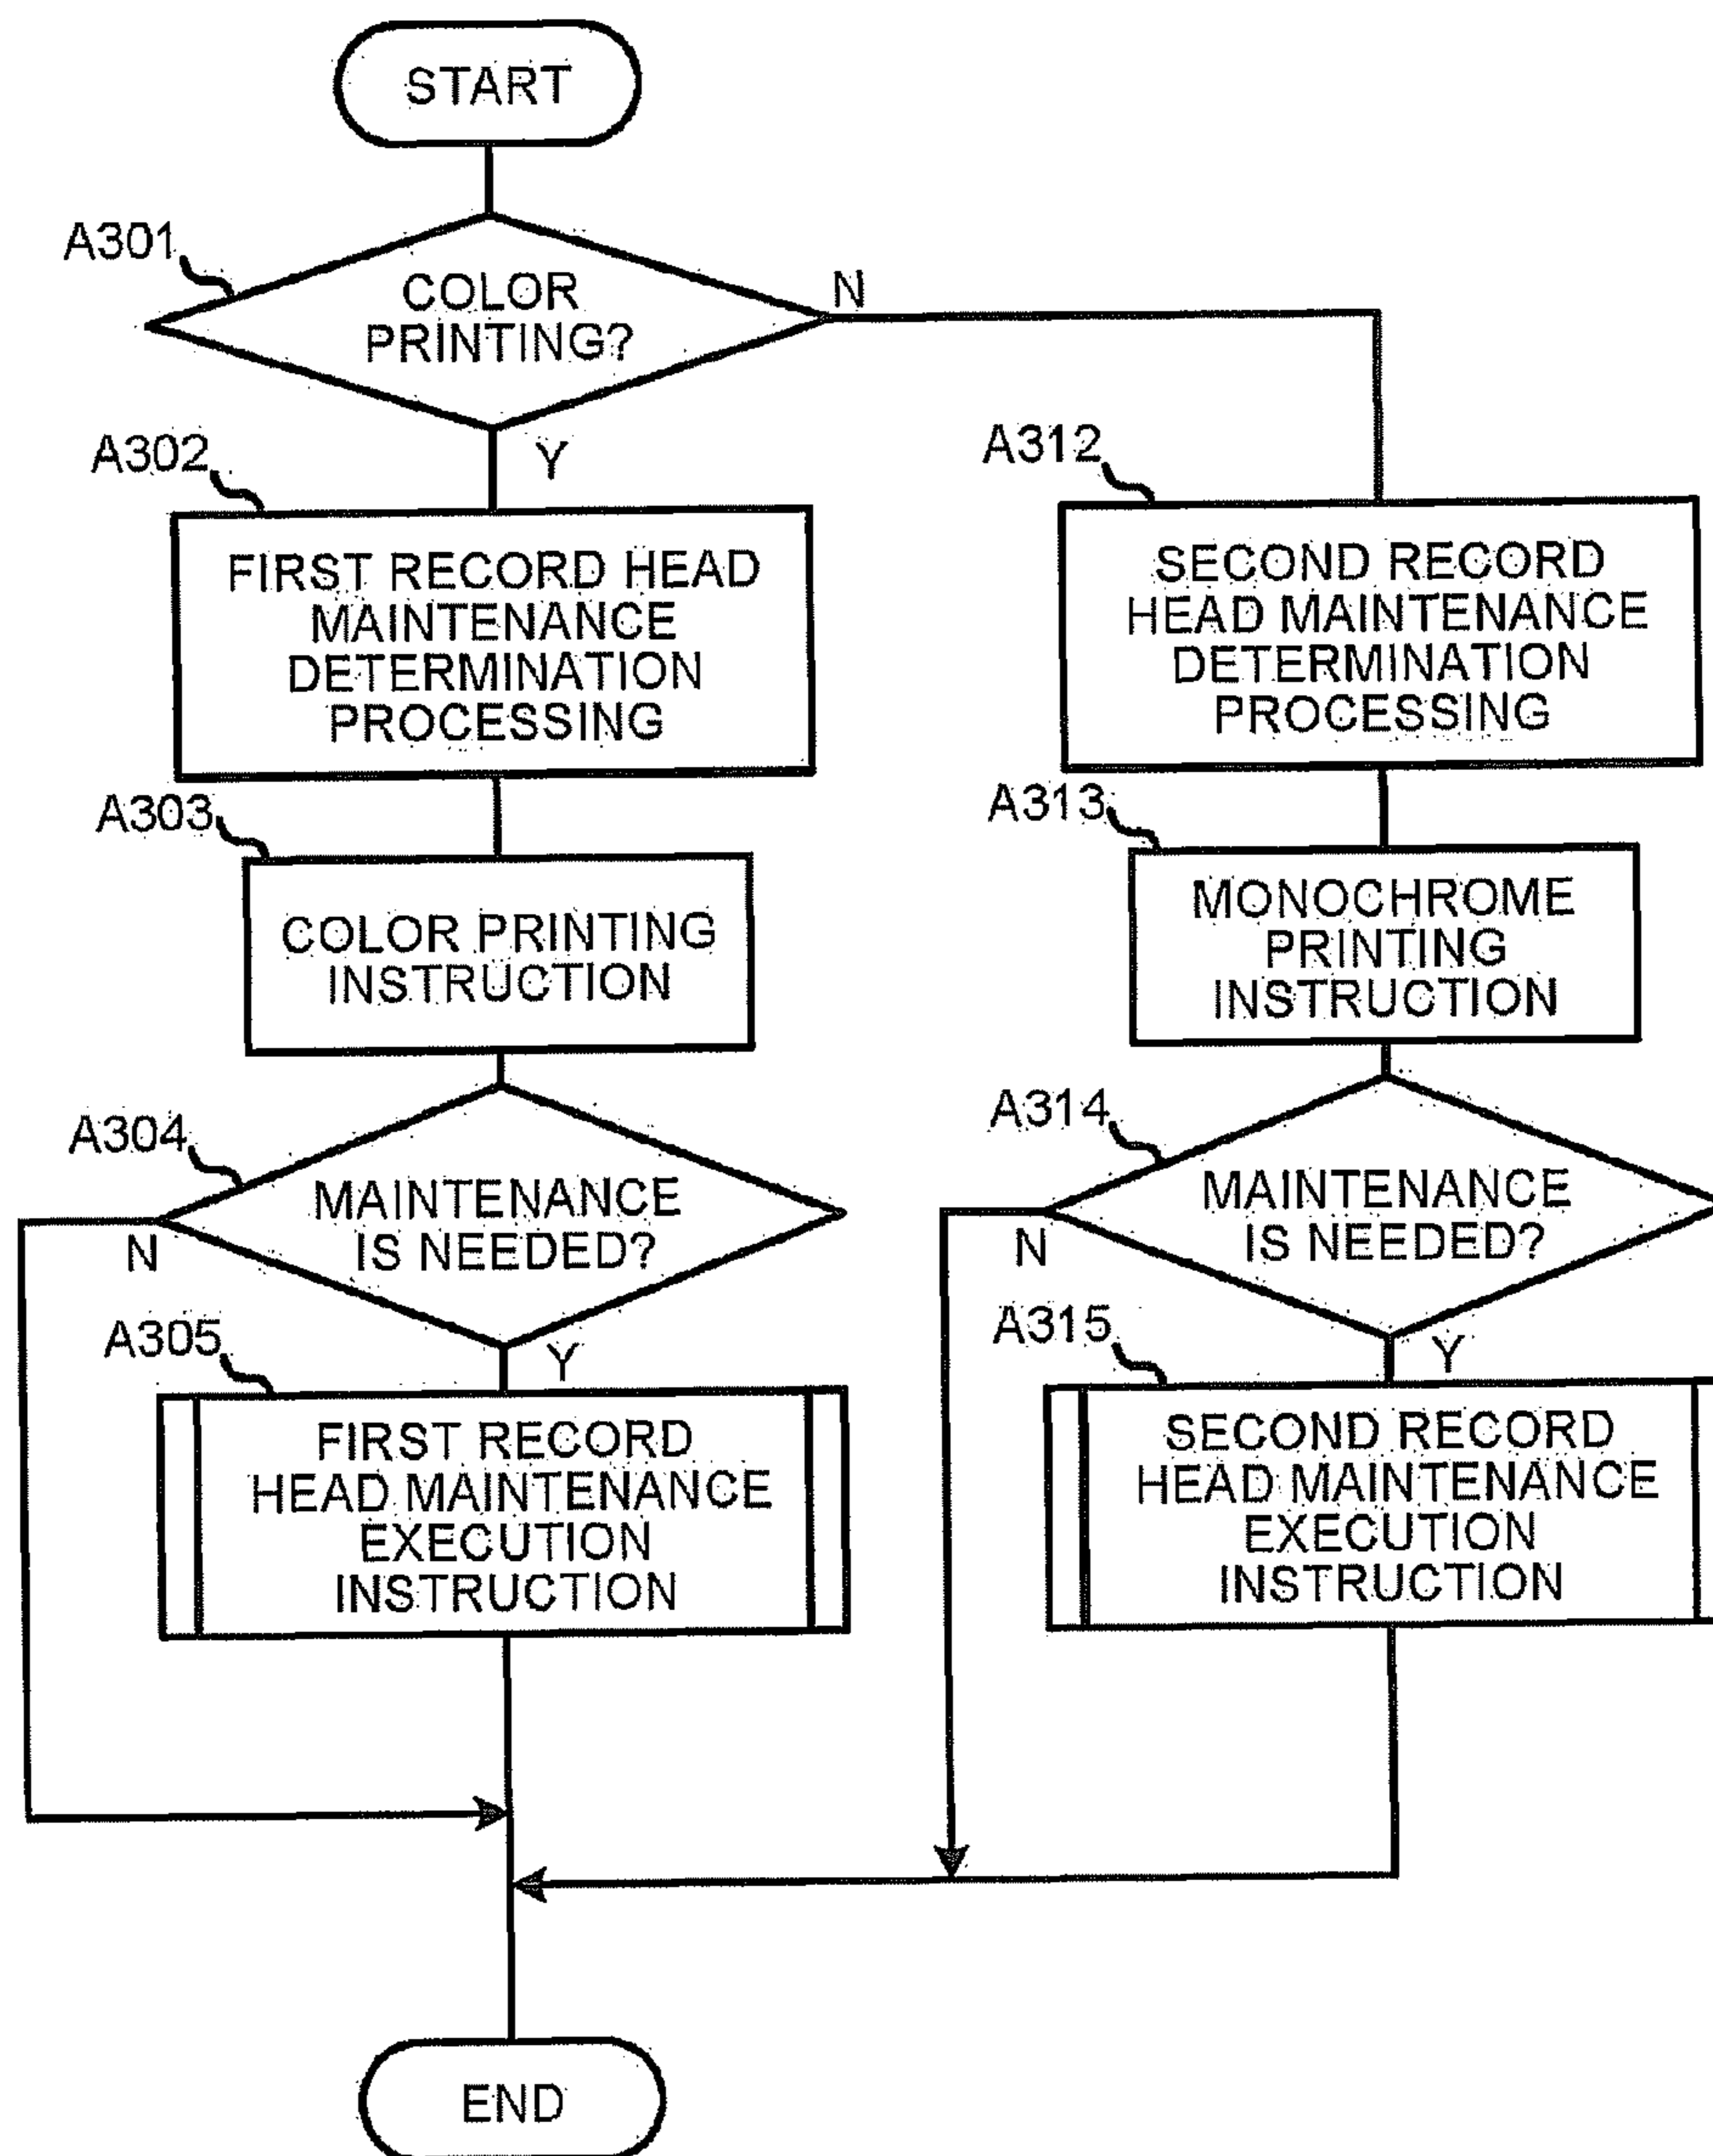 START
A301
COLOR
PRINTING?
N
Y
A302
FIRST RECORD HEAD
MAINTENANCE
DETERMINATION
PROCESSING
A303
COLOR PRINTING
INSTRUCTION
A304
MAINTENANCE
IS NEEDED?
N
Y
A305
FIRST RECORD
HEAD MAINTENANCE
EXECUTION
INSTRUCTION
A312
SECOND RECORD
HEAD MAINTENANCE
DETERMINATION
PROCESSING
A313
MONOCHROME
PRINTING
INSTRUCTION
A314
MAINTENANCE
IS NEEDED?
N
Y
A315
SECOND RECORD
HEAD MAINTENANCE
EXECUTION
INSTRUCTION
END